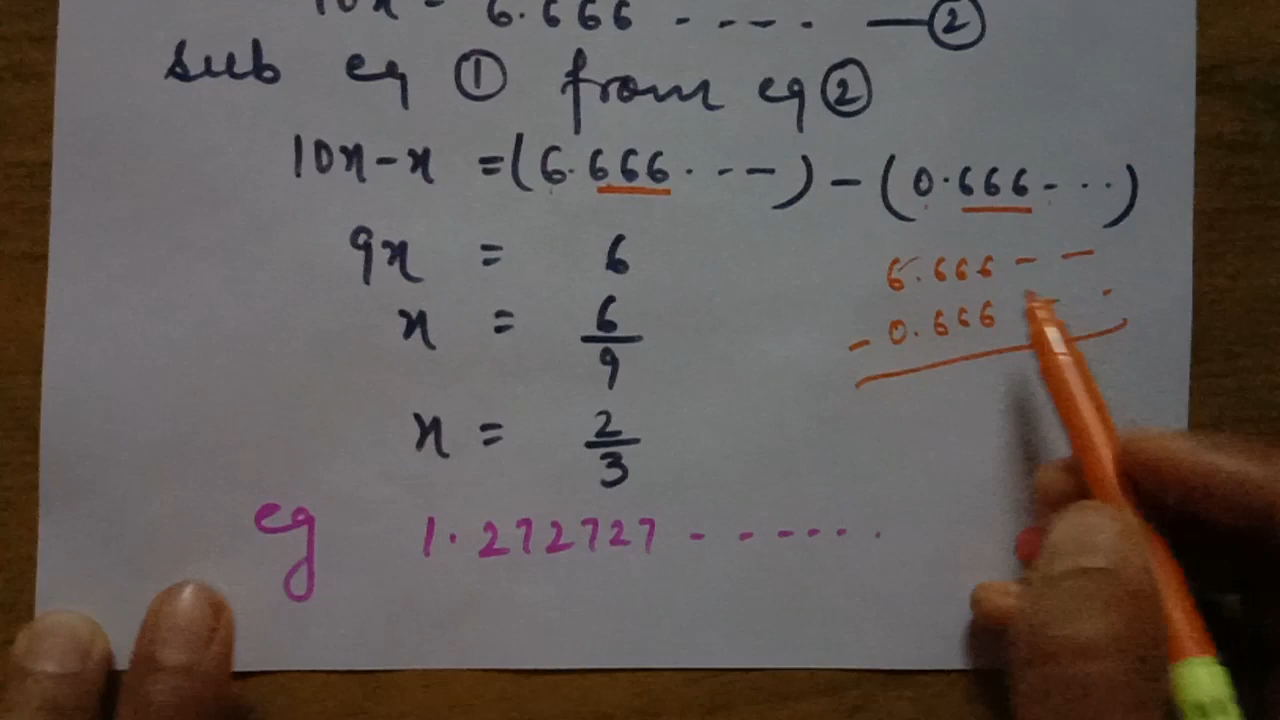 10x = 6.666 ..... —②
Sub eq ① from eq ②
10x - x = (6.666. ..--) - (0.666-...)
9x = 6
x = 6/9
6.666 - -
- 0.666
x = 2/3
eg 1.272727 -------